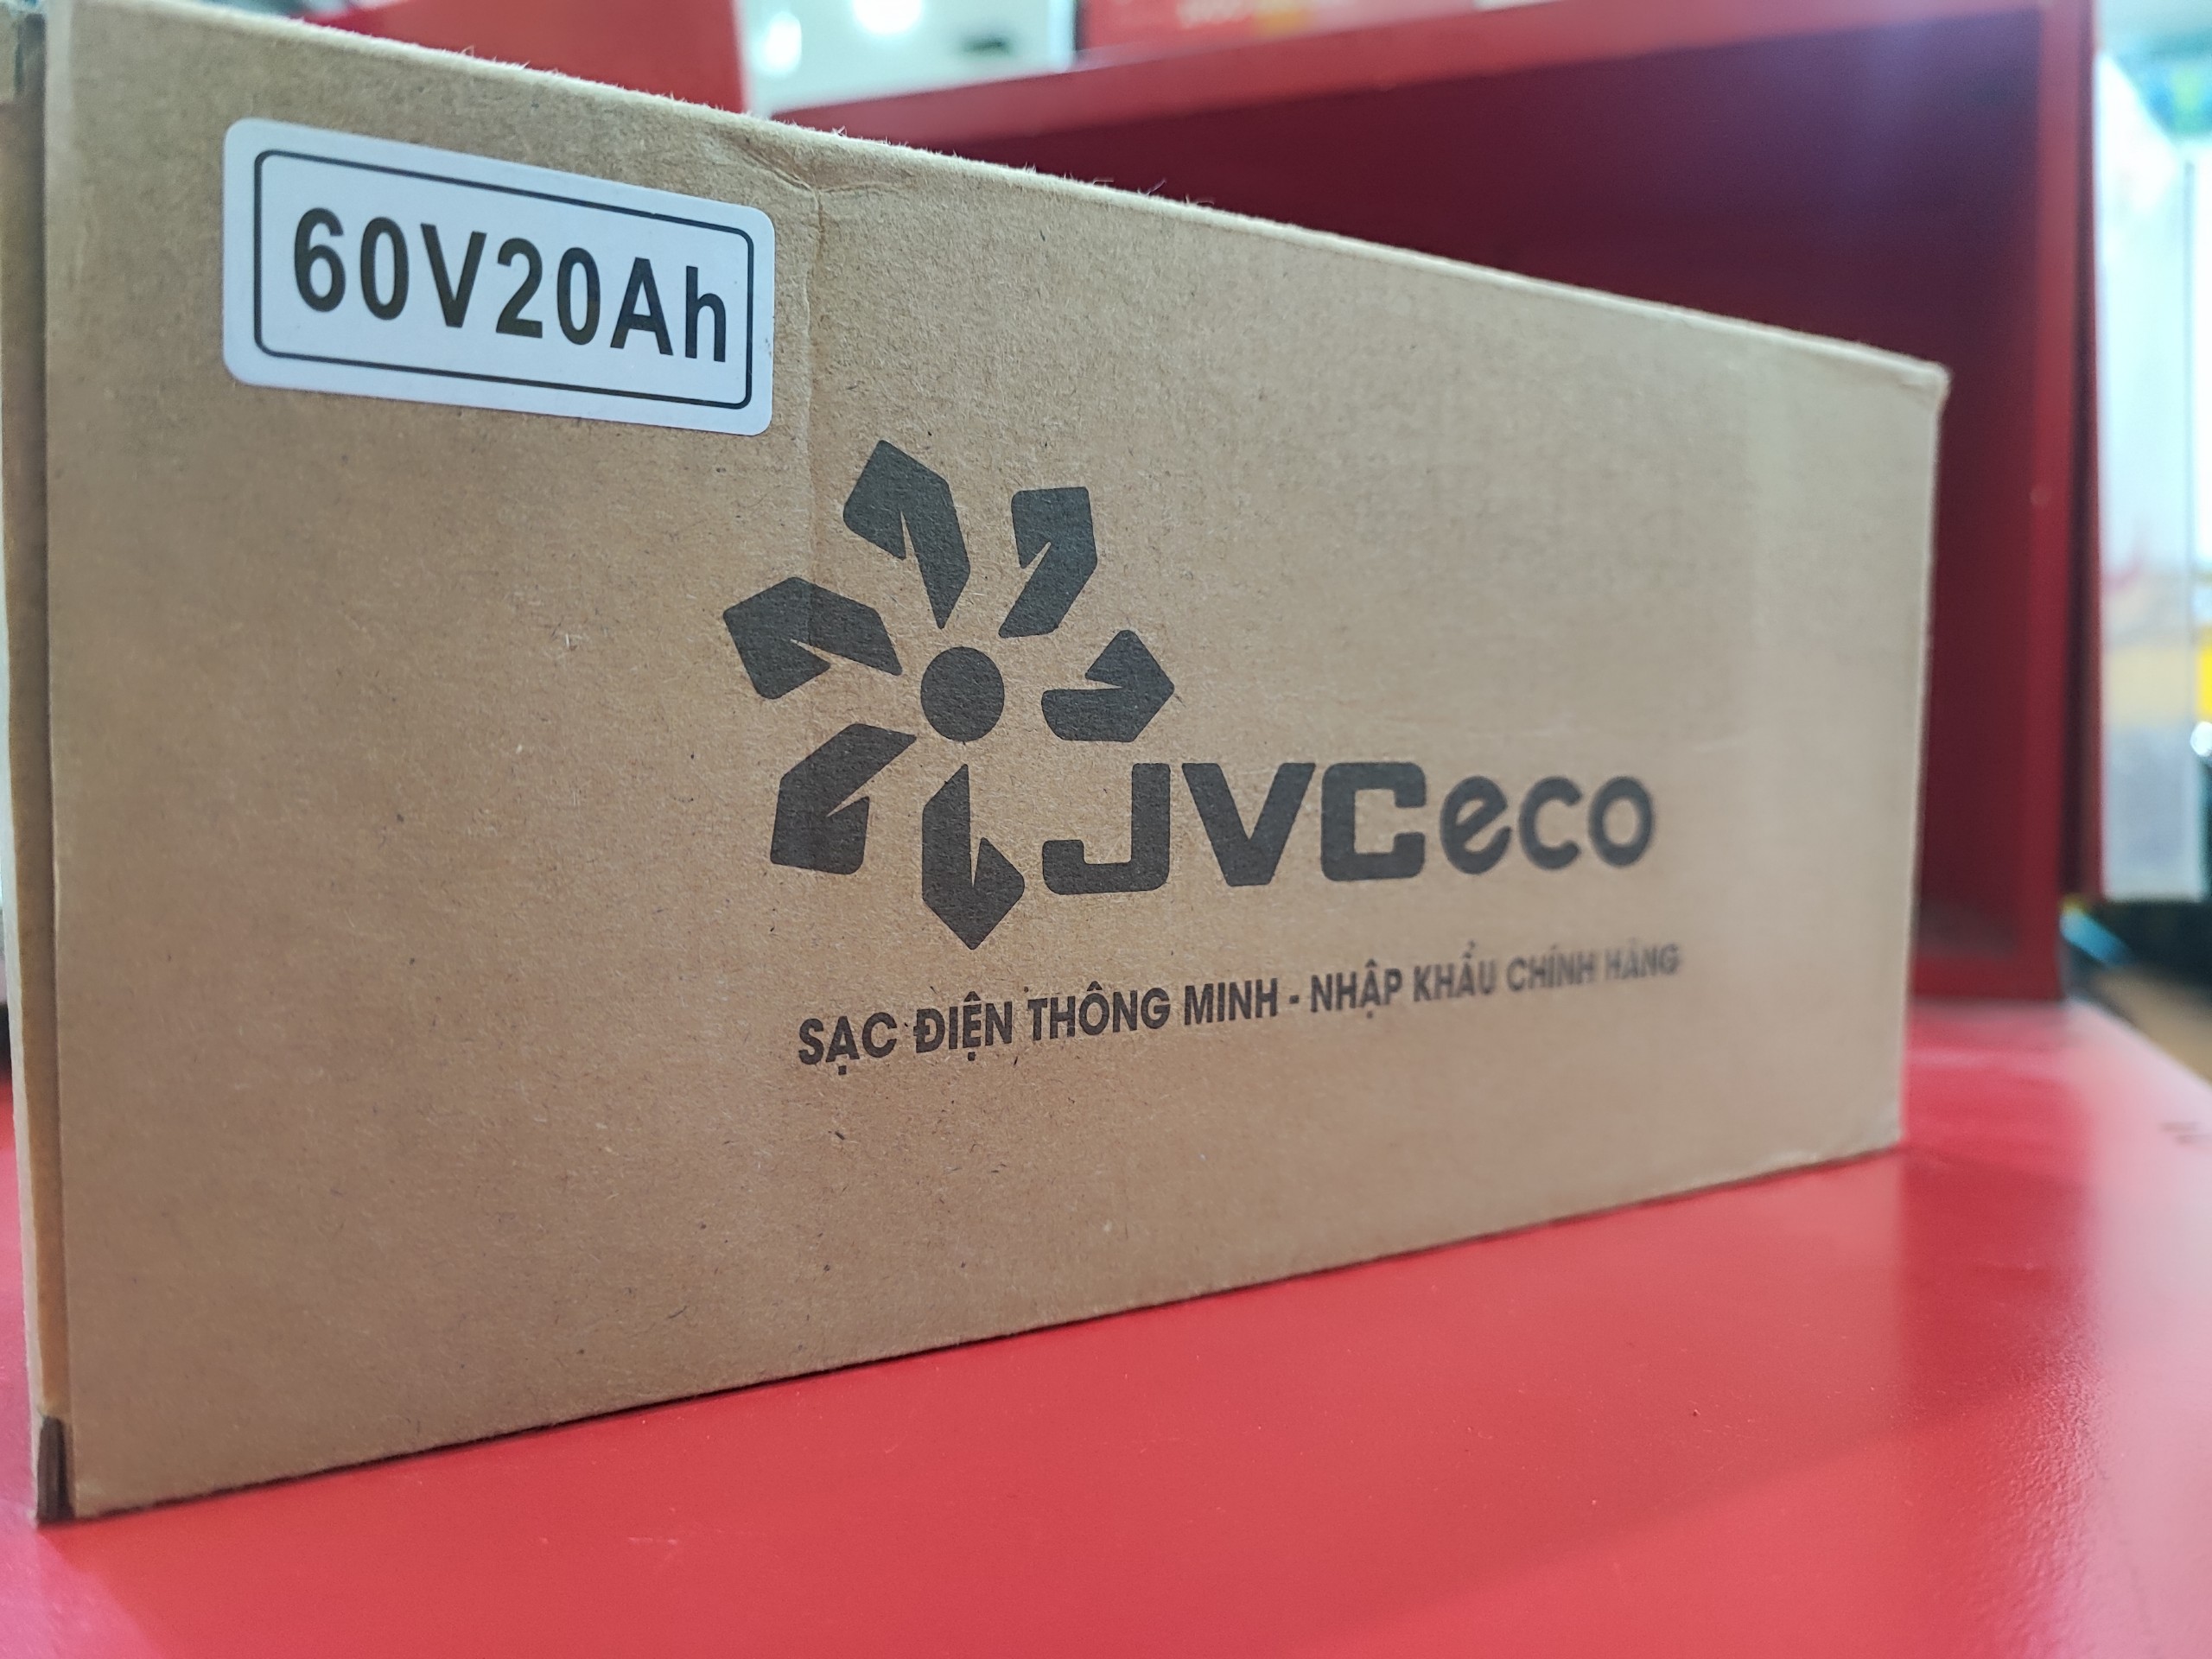 60V20Ah
JVCeco
SẠC ĐIỆN THÔNG MINH - NHẬP KHẨU CHÍNH HÃNG